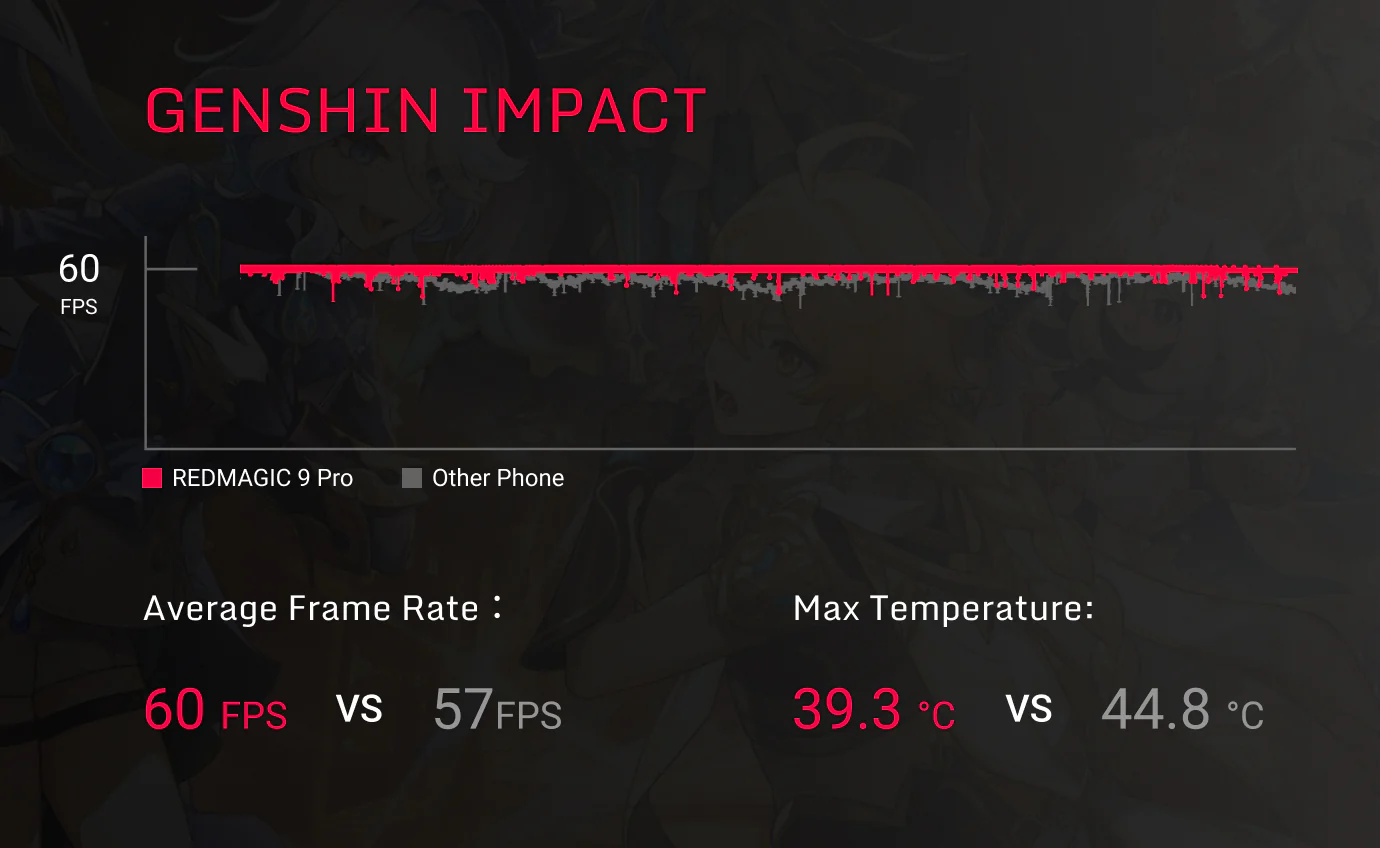 GENSHIN IMPACT
60
FPS
REDMAGIC 9 Pro Other Phone
Average Frame Rate： Max Temperature:
60 FPS VS 57FPS 39.3 °C VS 44.8 °C